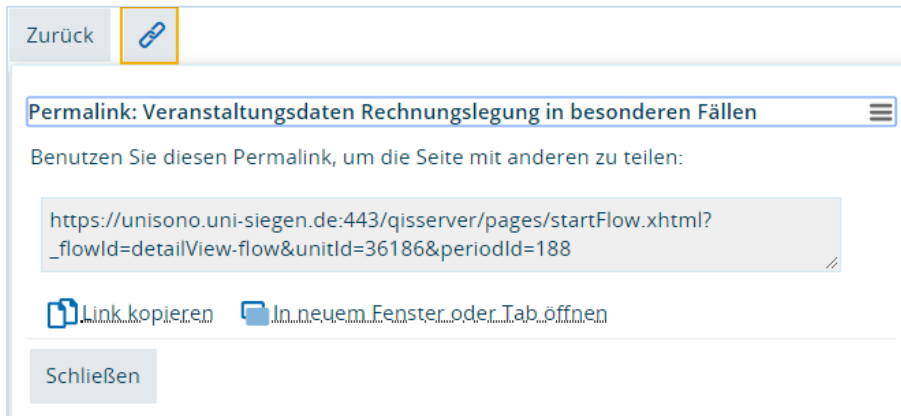 Zurück
Permalink: Veranstaltungsdaten Rechnungslegung in besonderen Fällen
Benutzen Sie diesen Permalink, um die Seite mit anderen zu teilen:
https://unisono.uni-siegen.de:443/qisserver/pages/startFlow.xhtml?
_flowId=detailView-flow&unitId=36186&periodId=188
Link kopieren In neuem Fenster oder Tab öffnen
Schließen